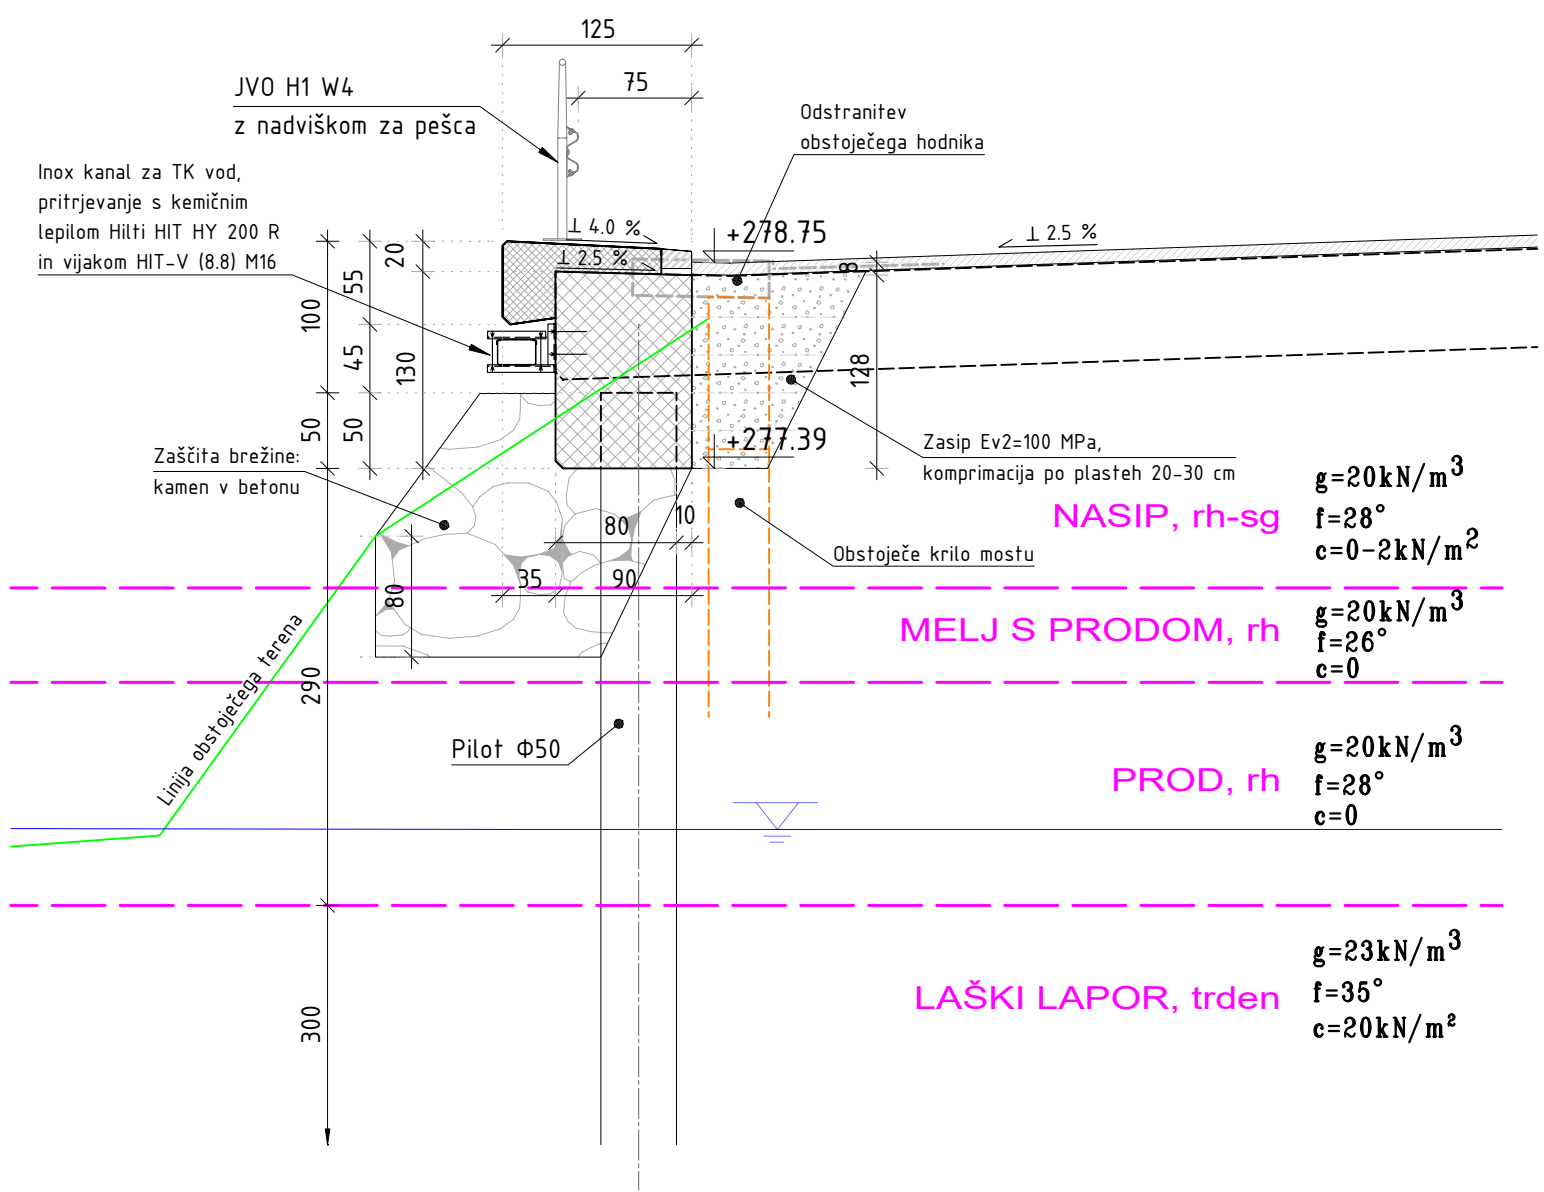 125
75
JVO H1 W4
z nadviškom za pešca
Odstranitev
obstoječega hodnika
Inox kanal za TK vod,
pritrjevanje s kemičnim
lepilom Hilti HIT HY 200 R
in vijakom HIT-V (8.8) M16
⊥ 4.0 %
⊥ 2.5 %
+278.75
⊥ 2.5 %
8
20
55
100
45
130
128
50
50
+277.39
Zasip Ev2=100 MPa,
komprimacija po plasteh 20-30 cm
Zaščita brežine:
kamen v betonu
NASIP, rh-sg
g=20kN/m³
f=28°
c=0-2kN/m²
80
10
Obstoječe krilo mostu
35
90
80
MELJ S PRODOM, rh
g=20kN/m³
f=26°
c=0
Linija obstoječega terena
290
Pilot Φ50
PROD, rh
g=20kN/m³
f=28°
c=0
LAŠKI LAPOR, trden
g=23kN/m³
f=35°
c=20kN/m²
300